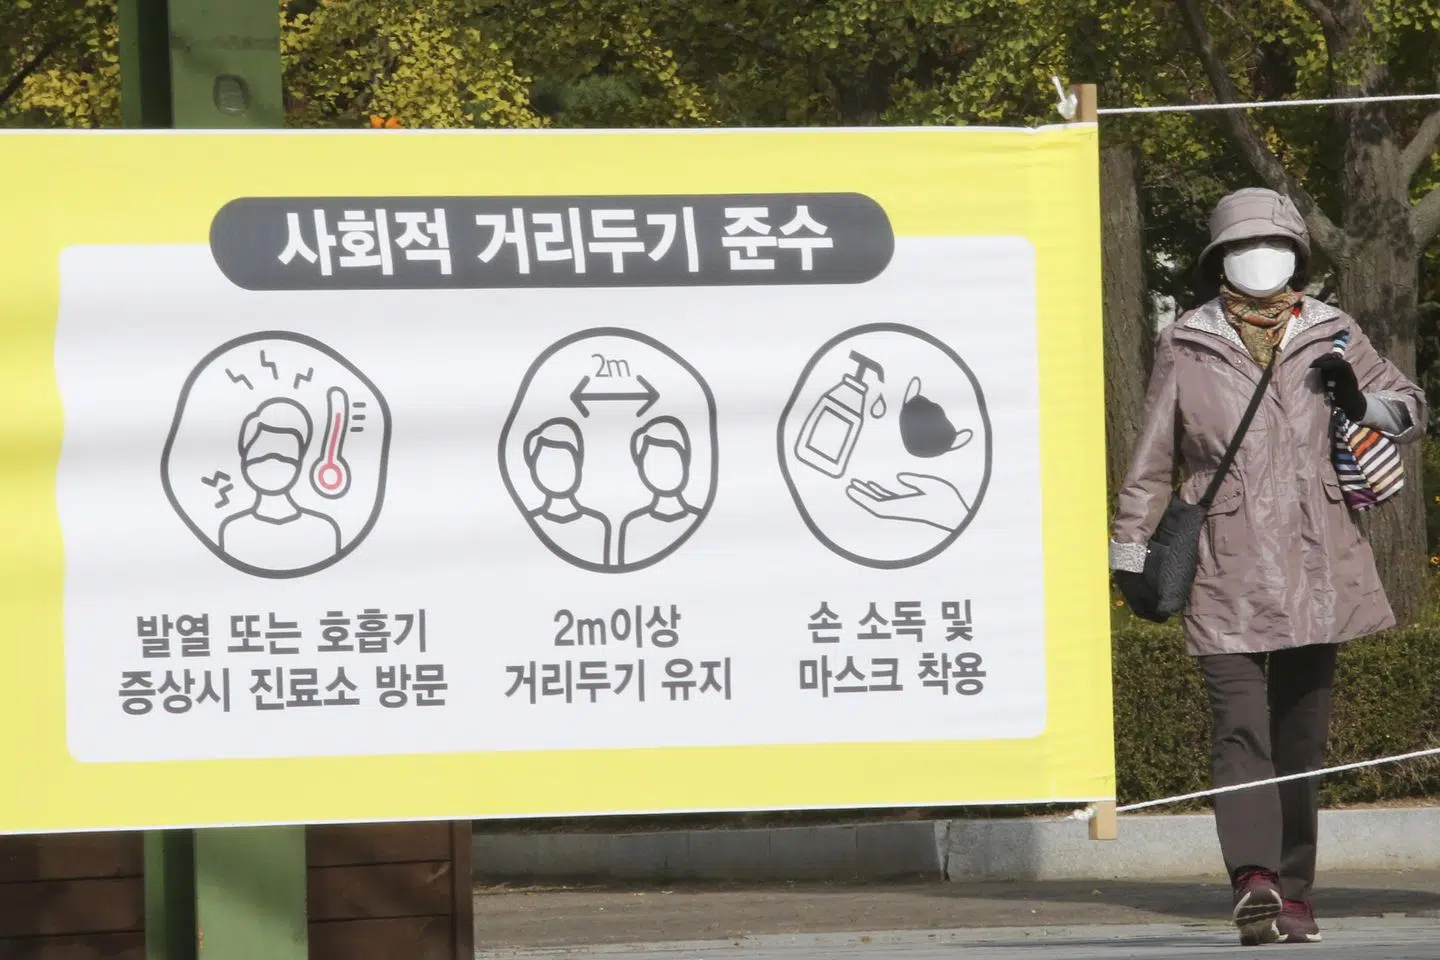 사회적 거리두기 준수
2m
발열 또는 호흡기
증상시 진료소 방문
2m이상
거리두기 유지
손 소독 및
마스크 착용